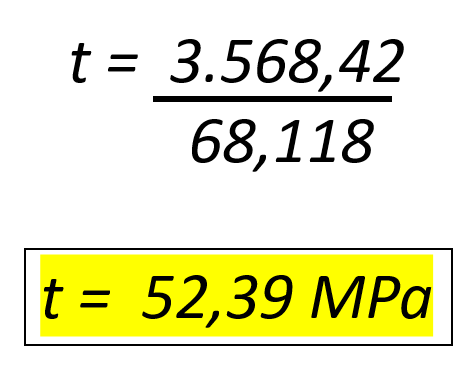 t = 3.568,42
68,118
t = 52,39 MPa